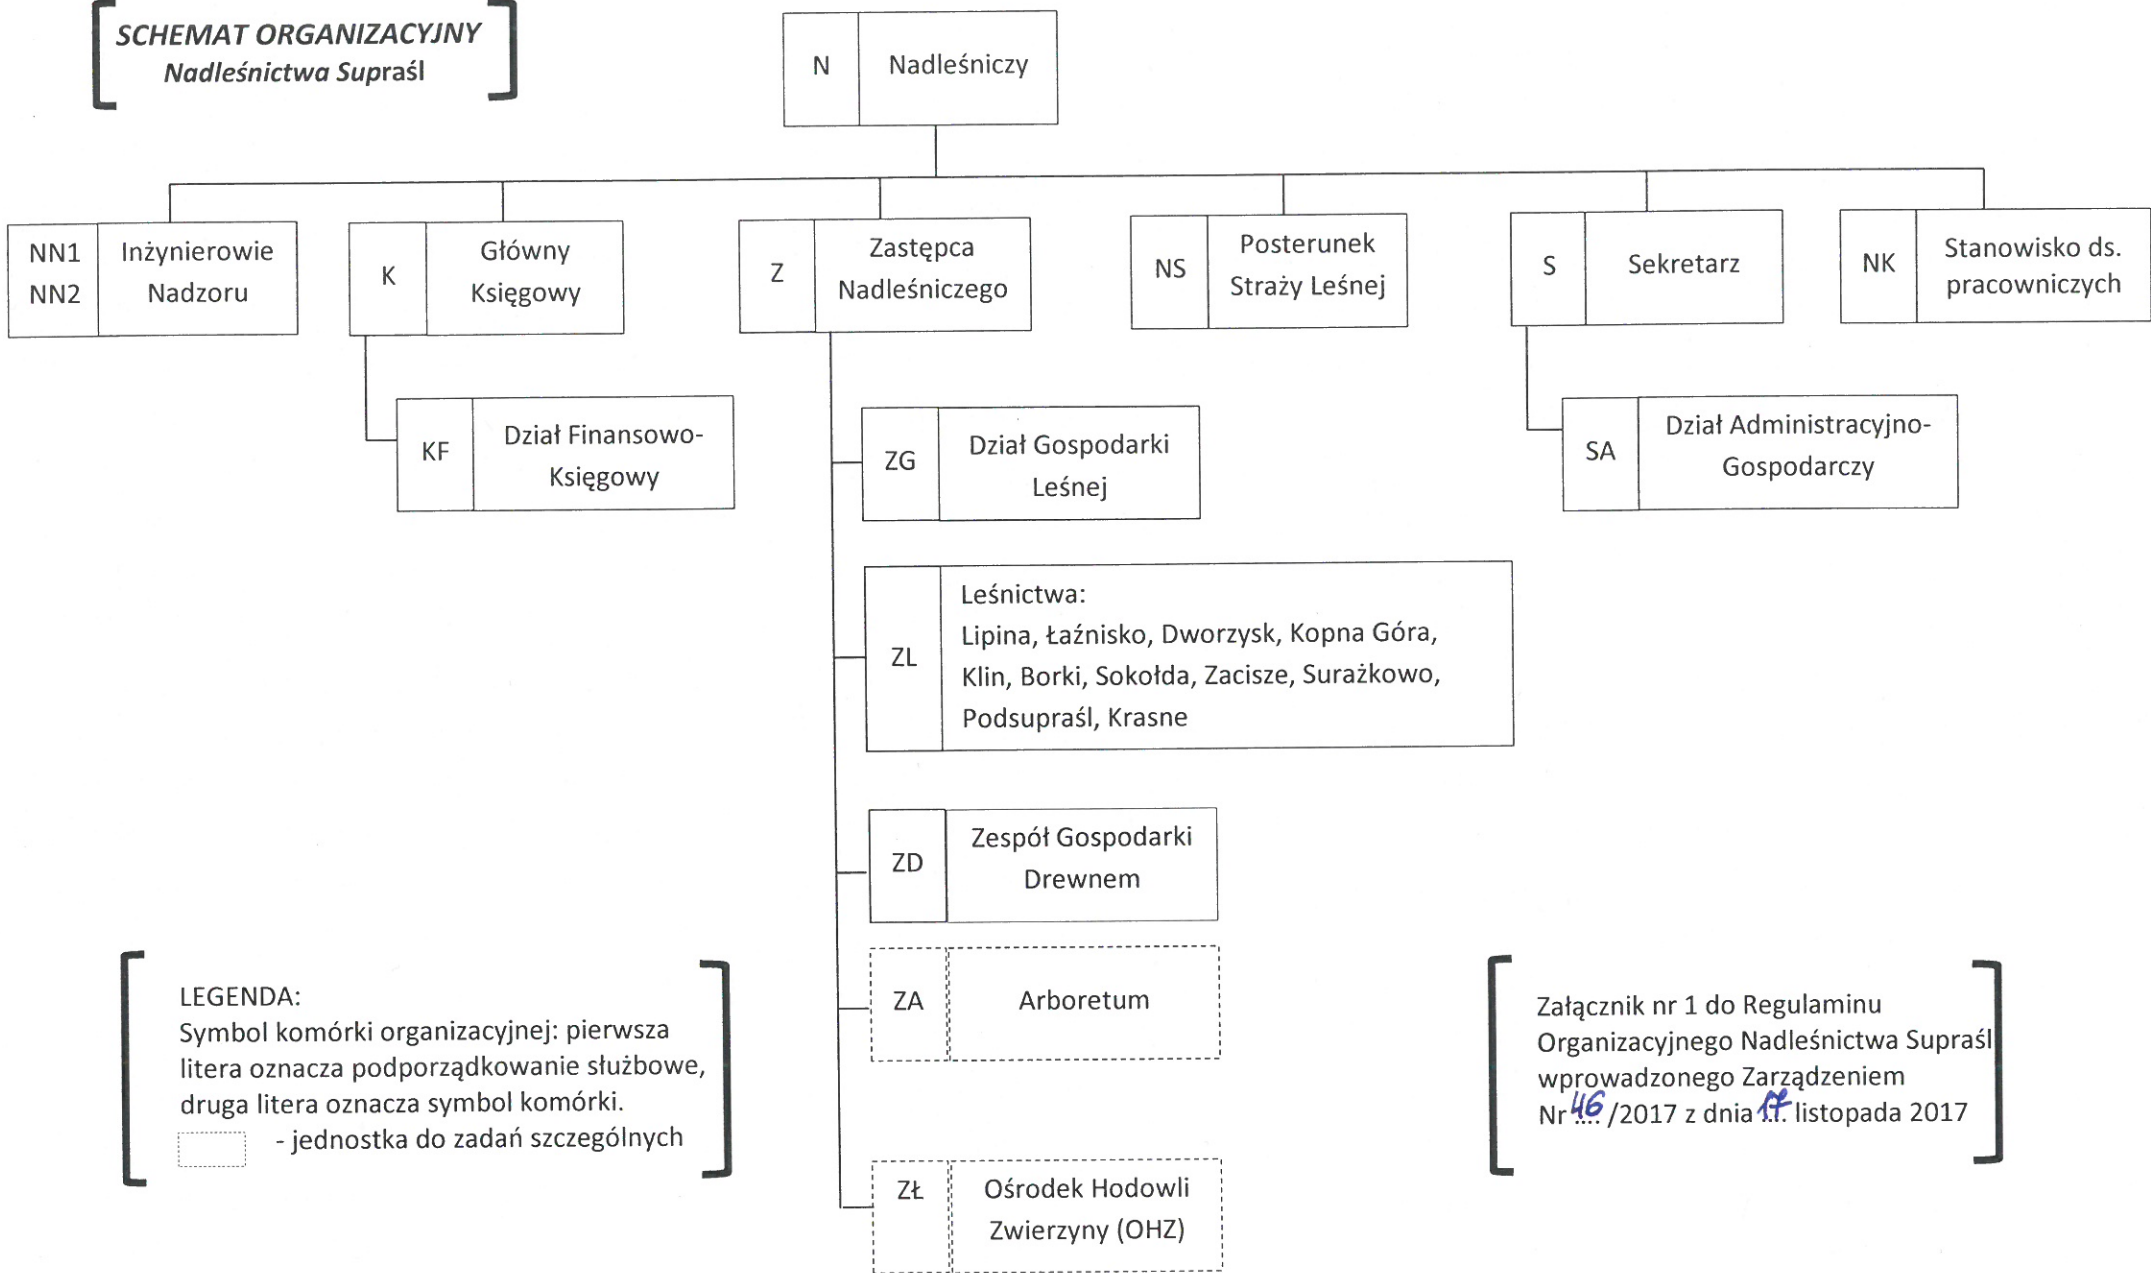 SCHEMAT ORGANIZACYJNY
Nadleśnictwa Supraśl
N
Nadleśniczy
NN1
NN2
Inżynierowie
Nadzoru
K
Główny
Księgowy
Z
Zastępca
Nadleśniczego
NS
Posterunek
Straży Leśnej
S
Sekretarz
NK
Stanowisko ds.
pracowniczych
KF
Dział Finansowo-
Księgowy
ZG
Dział Gospodarki
Leśnej
SA
Dział Administracyjno-
Gospodarczy
ZL
Leśnictwa:
Lipina, Łaźnisko, Dworzysk, Kopna Góra,
Klin, Borki, Sokołda, Zacisze, Surażkowo,
Podsupraśl, Krasne
ZD
Zespół Gospodarki
Drewnem
ZA
Arboretum
ZŁ
Ośrodek Hodowli
Zwierzyny (OHZ)
LEGENDA:
Symbol komórki organizacyjnej: pierwsza
litera oznacza podporządkowanie służbowe,
druga litera oznacza symbol komórki.
- jednostka do zadań szczególnych
Załącznik nr 1 do Regulaminu
Organizacyjnego Nadleśnictwa Supraśl
wprowadzonego Zarządzeniem
Nr 46 /2017 z dnia 17 listopada 2017